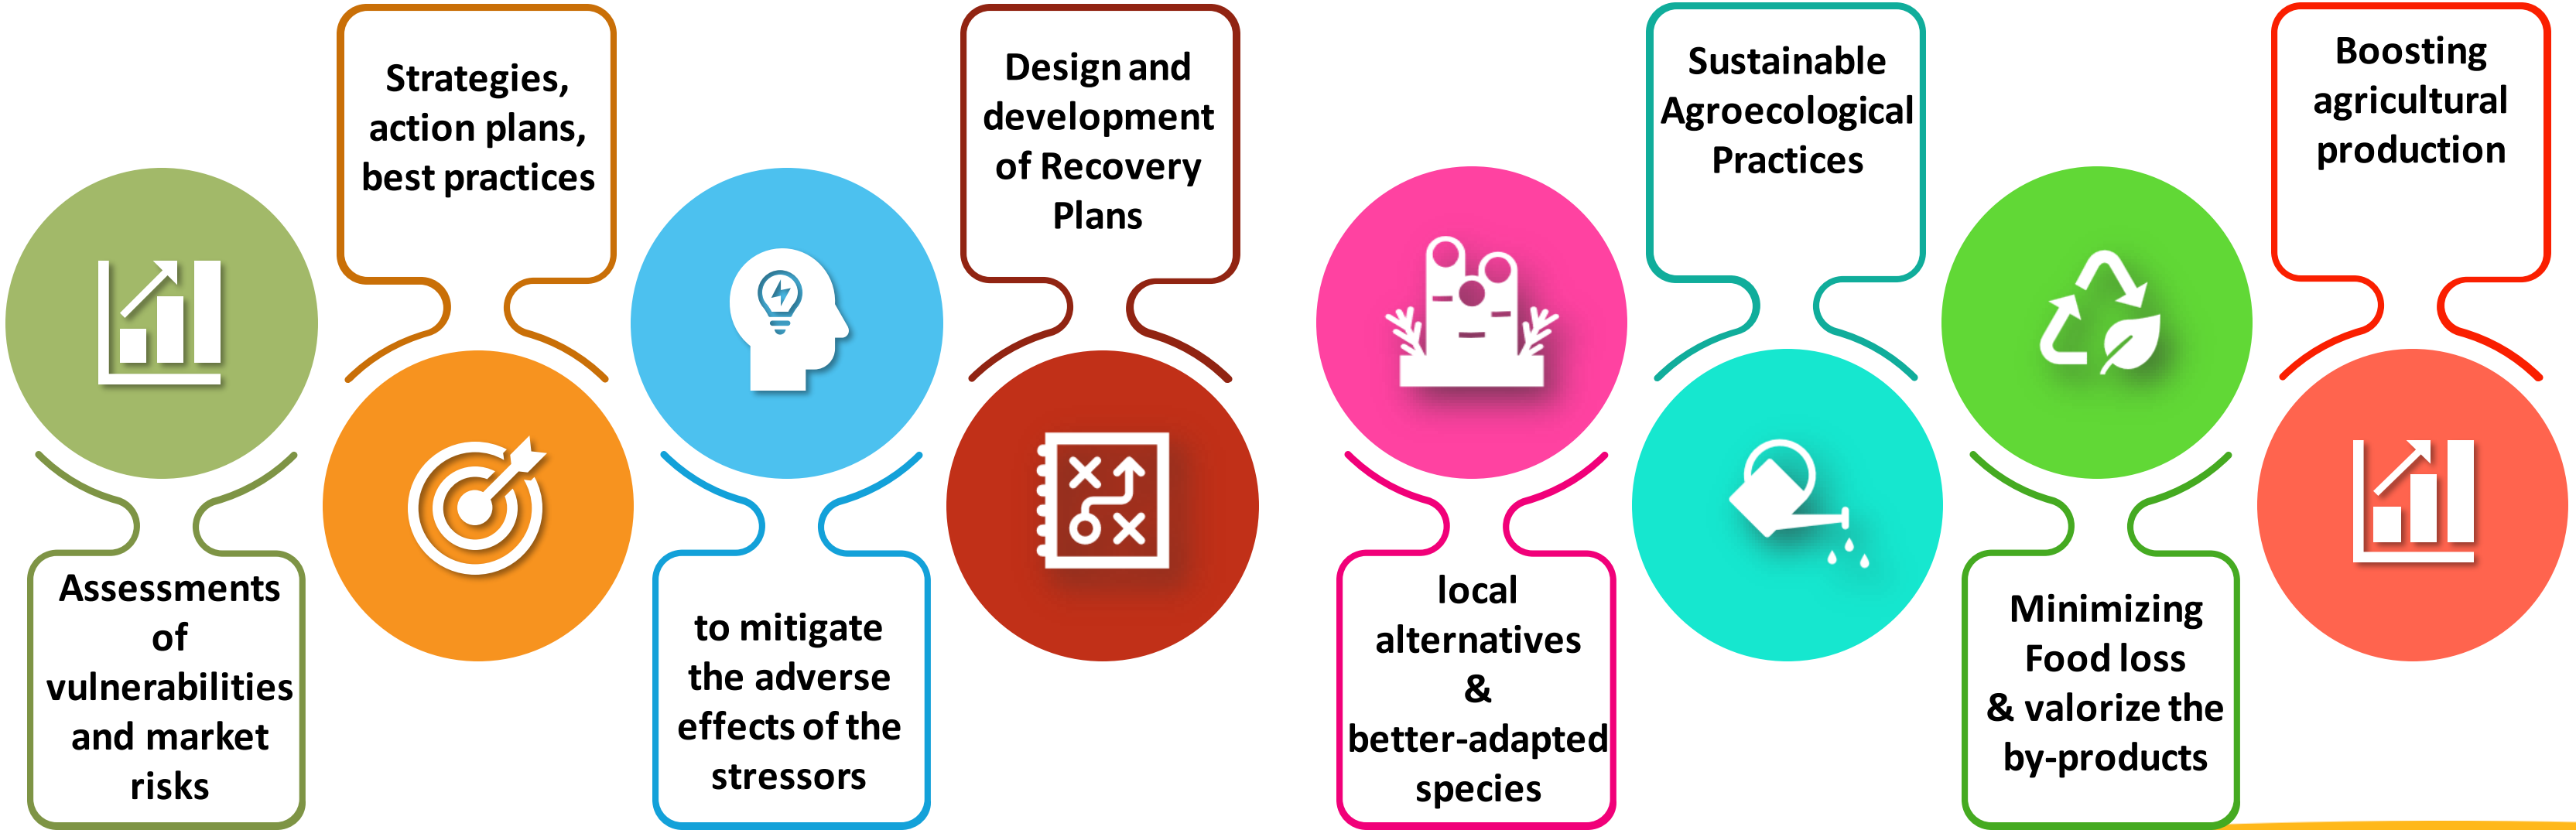 Assessments
of
vulnerabilities
and market
risks
Strategies,
action plans,
best practices
to mitigate
the adverse
effects of the
stressors
Design and
development
of Recovery
Plans
local
alternatives
&
better-adapted
species
Sustainable
Agroecological
Practices
Minimizing
Food loss
& valorize the
by-products
Boosting
agricultural
production